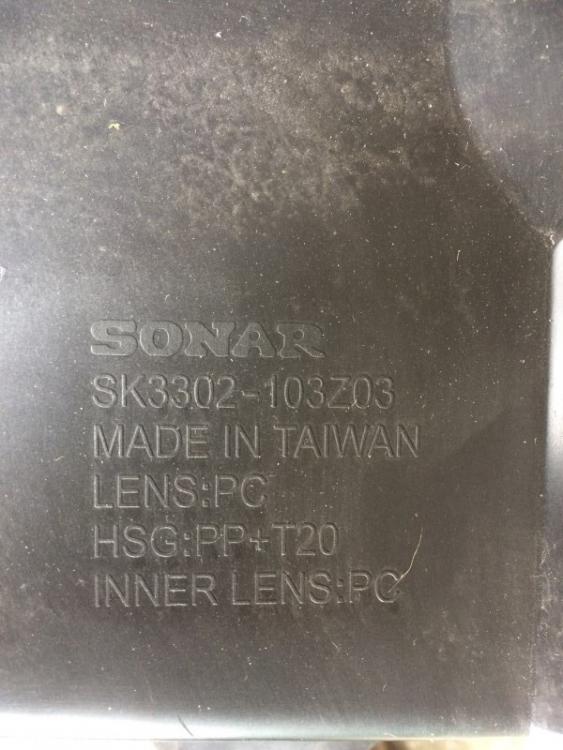 SONAR
SK3302-103Z03
MADE IN TAIWAN
LENS:PC
HSG:PP+T20
INNER LENS:PC